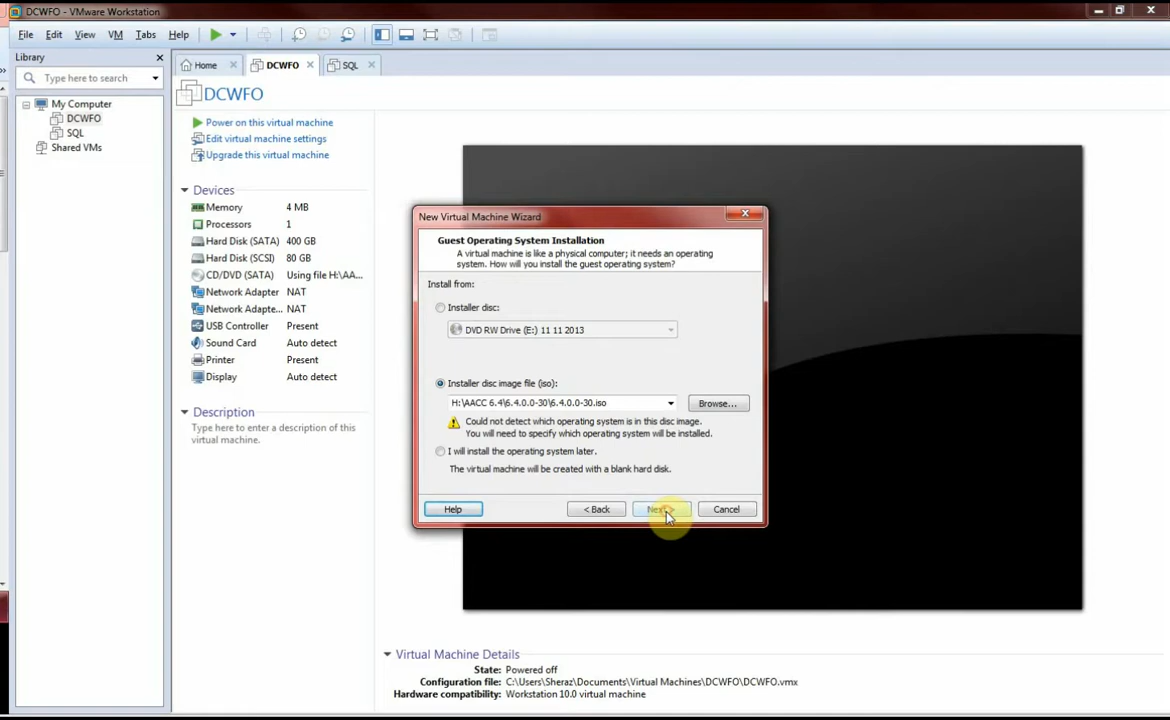 DCWFO - VMware Workstation
File Edit View VM Tabs Help
Library
Type here to search
My Computer
DCWFO
SQL
Shared VMs
Home
DCWFO
SQL
DCWFO
Power on this virtual machine
Edit virtual machine settings
Upgrade this virtual machine
Devices
Memory 4 MB
Processors 1
Hard Disk (SATA) 400 GB
Hard Disk (SCSI) 80 GB
CD/DVD (SATA) Using file H:\AA...
Network Adapter NAT
Network Adapte... NAT
USB Controller Present
Sound Card Auto detect
Printer Present
Display Auto detect
Description
Type here to enter a description of this
virtual machine.
New Virtual Machine Wizard
Guest Operating System Installation
A virtual machine is like a physical computer; it needs an operating
system. How will you install the guest operating system?
Install from:
Installer disc:
DVD RW Drive (E:) 11 11 2013
Installer disc image file (iso):
H:\AACC 6.4\6.4.0.0-30\6.4.0.0-30.iso
Browse...
Could not detect which operating system is in this disc image.
You will need to specify which operating system will be installed.
I will install the operating system later.
The virtual machine will be created with a blank hard disk.
Help
< Back
Next >
Cancel
Virtual Machine Details
State: Powered off
Configuration file: C:\Users\Sheraz\Documents\Virtual Machines\DCWFO\DCWFO.vmx
Hardware compatibility: Workstation 10.0 virtual machine